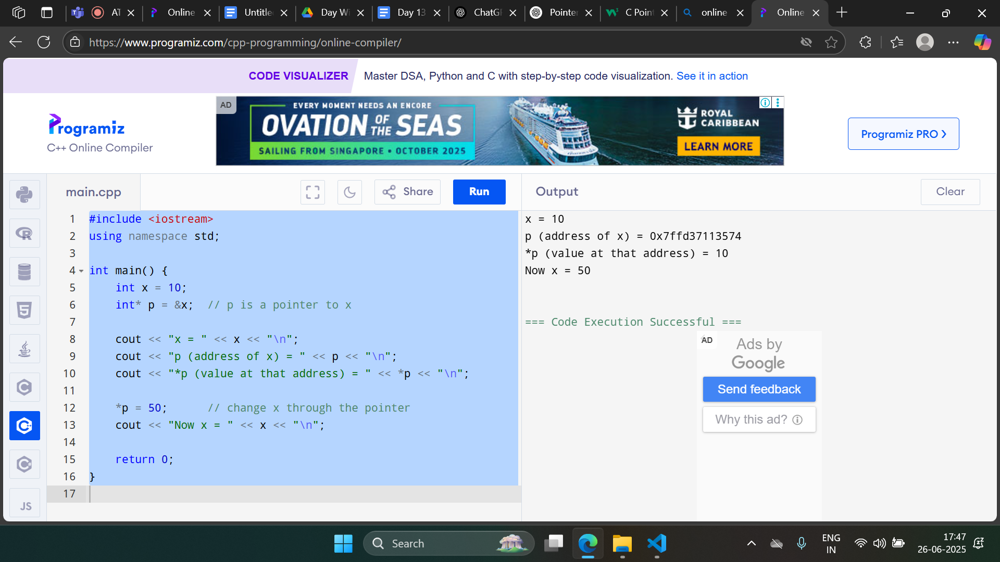 AT
Online
Untitle
Day Wi
Day 13
ChatGP
Pointer
C Point
online
Online
https://www.programiz.com/cpp-programming/online-compiler/
CODE VISUALIZER
Master DSA, Python and C with step-by-step code visualization. See it in action
Programiz
C++ Online Compiler
AD
EVERY MOMENT NEEDS AN ENCORE
OVATION OF THE SEAS
SAILING FROM SINGAPORE • OCTOBER 2025
ROYAL
CARIBBEAN
LEARN MORE
Programiz PRO
main.cpp
Share
Run
Output
Clear
1 #include <iostream>
2 using namespace std;
3
4 int main() {
5     int x = 10;
6     int* p = &x;  // p is a pointer to x
7
8     cout << "x = " << x << "\n";
9     cout << "p (address of x) = " << p << "\n";
10     cout << "*p (value at that address) = " << *p << "\n";
11
12     *p = 50;      // change x through the pointer
13     cout << "Now x = " << x << "\n";
14
15     return 0;
16 }
17
x = 10
p (address of x) = 0x7ffd37113574
*p (value at that address) = 10
Now x = 50
=== Code Execution Successful ===
AD
Ads by
Google
Send feedback
Why this ad?
JS
Search
ENG
IN
17:47
26-06-2025